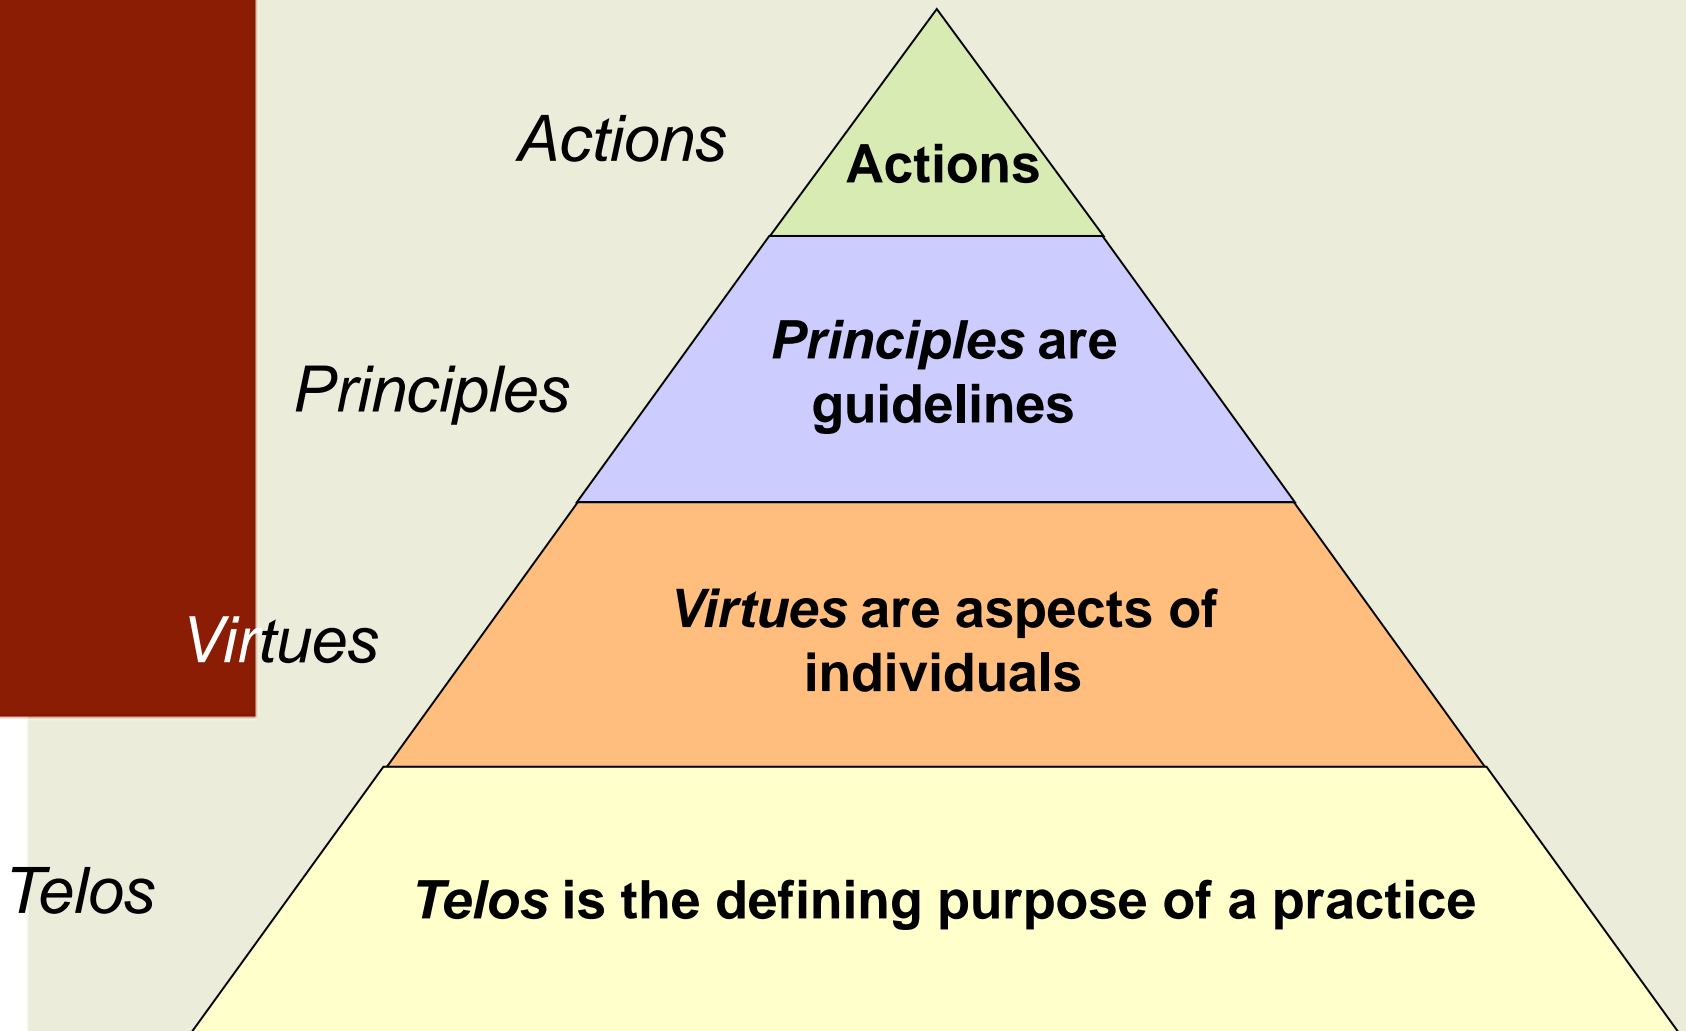 Actions
Actions
Principles are
guidelines
Principles
Virtues are aspects of
individuals
Virtues
Telos
Telos is the defining purpose of a practice